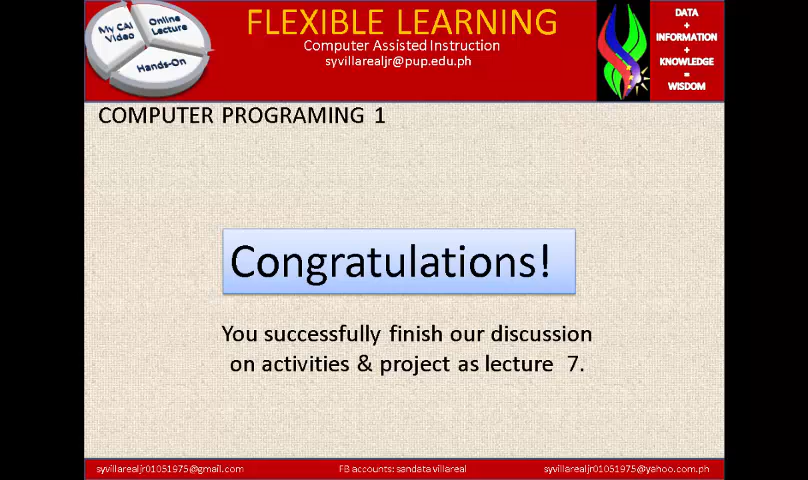 My CAI
Video
Online
Lecture
Hands-On
FLEXIBLE LEARNING
Computer Assisted Instruction
syvillarealjr@pup.edu.ph
DATA
+
INFORMATION
+
KNOWLEDGE
=
WISDOM
COMPUTER PROGRAMING 1
Congratulations!
You successfully finish our discussion
on activities & project as lecture 7.
syvillarealjr01051975@gmail.com
FB accounts: sandata villareal
syvillarealjr01051975@yahoo.com.ph